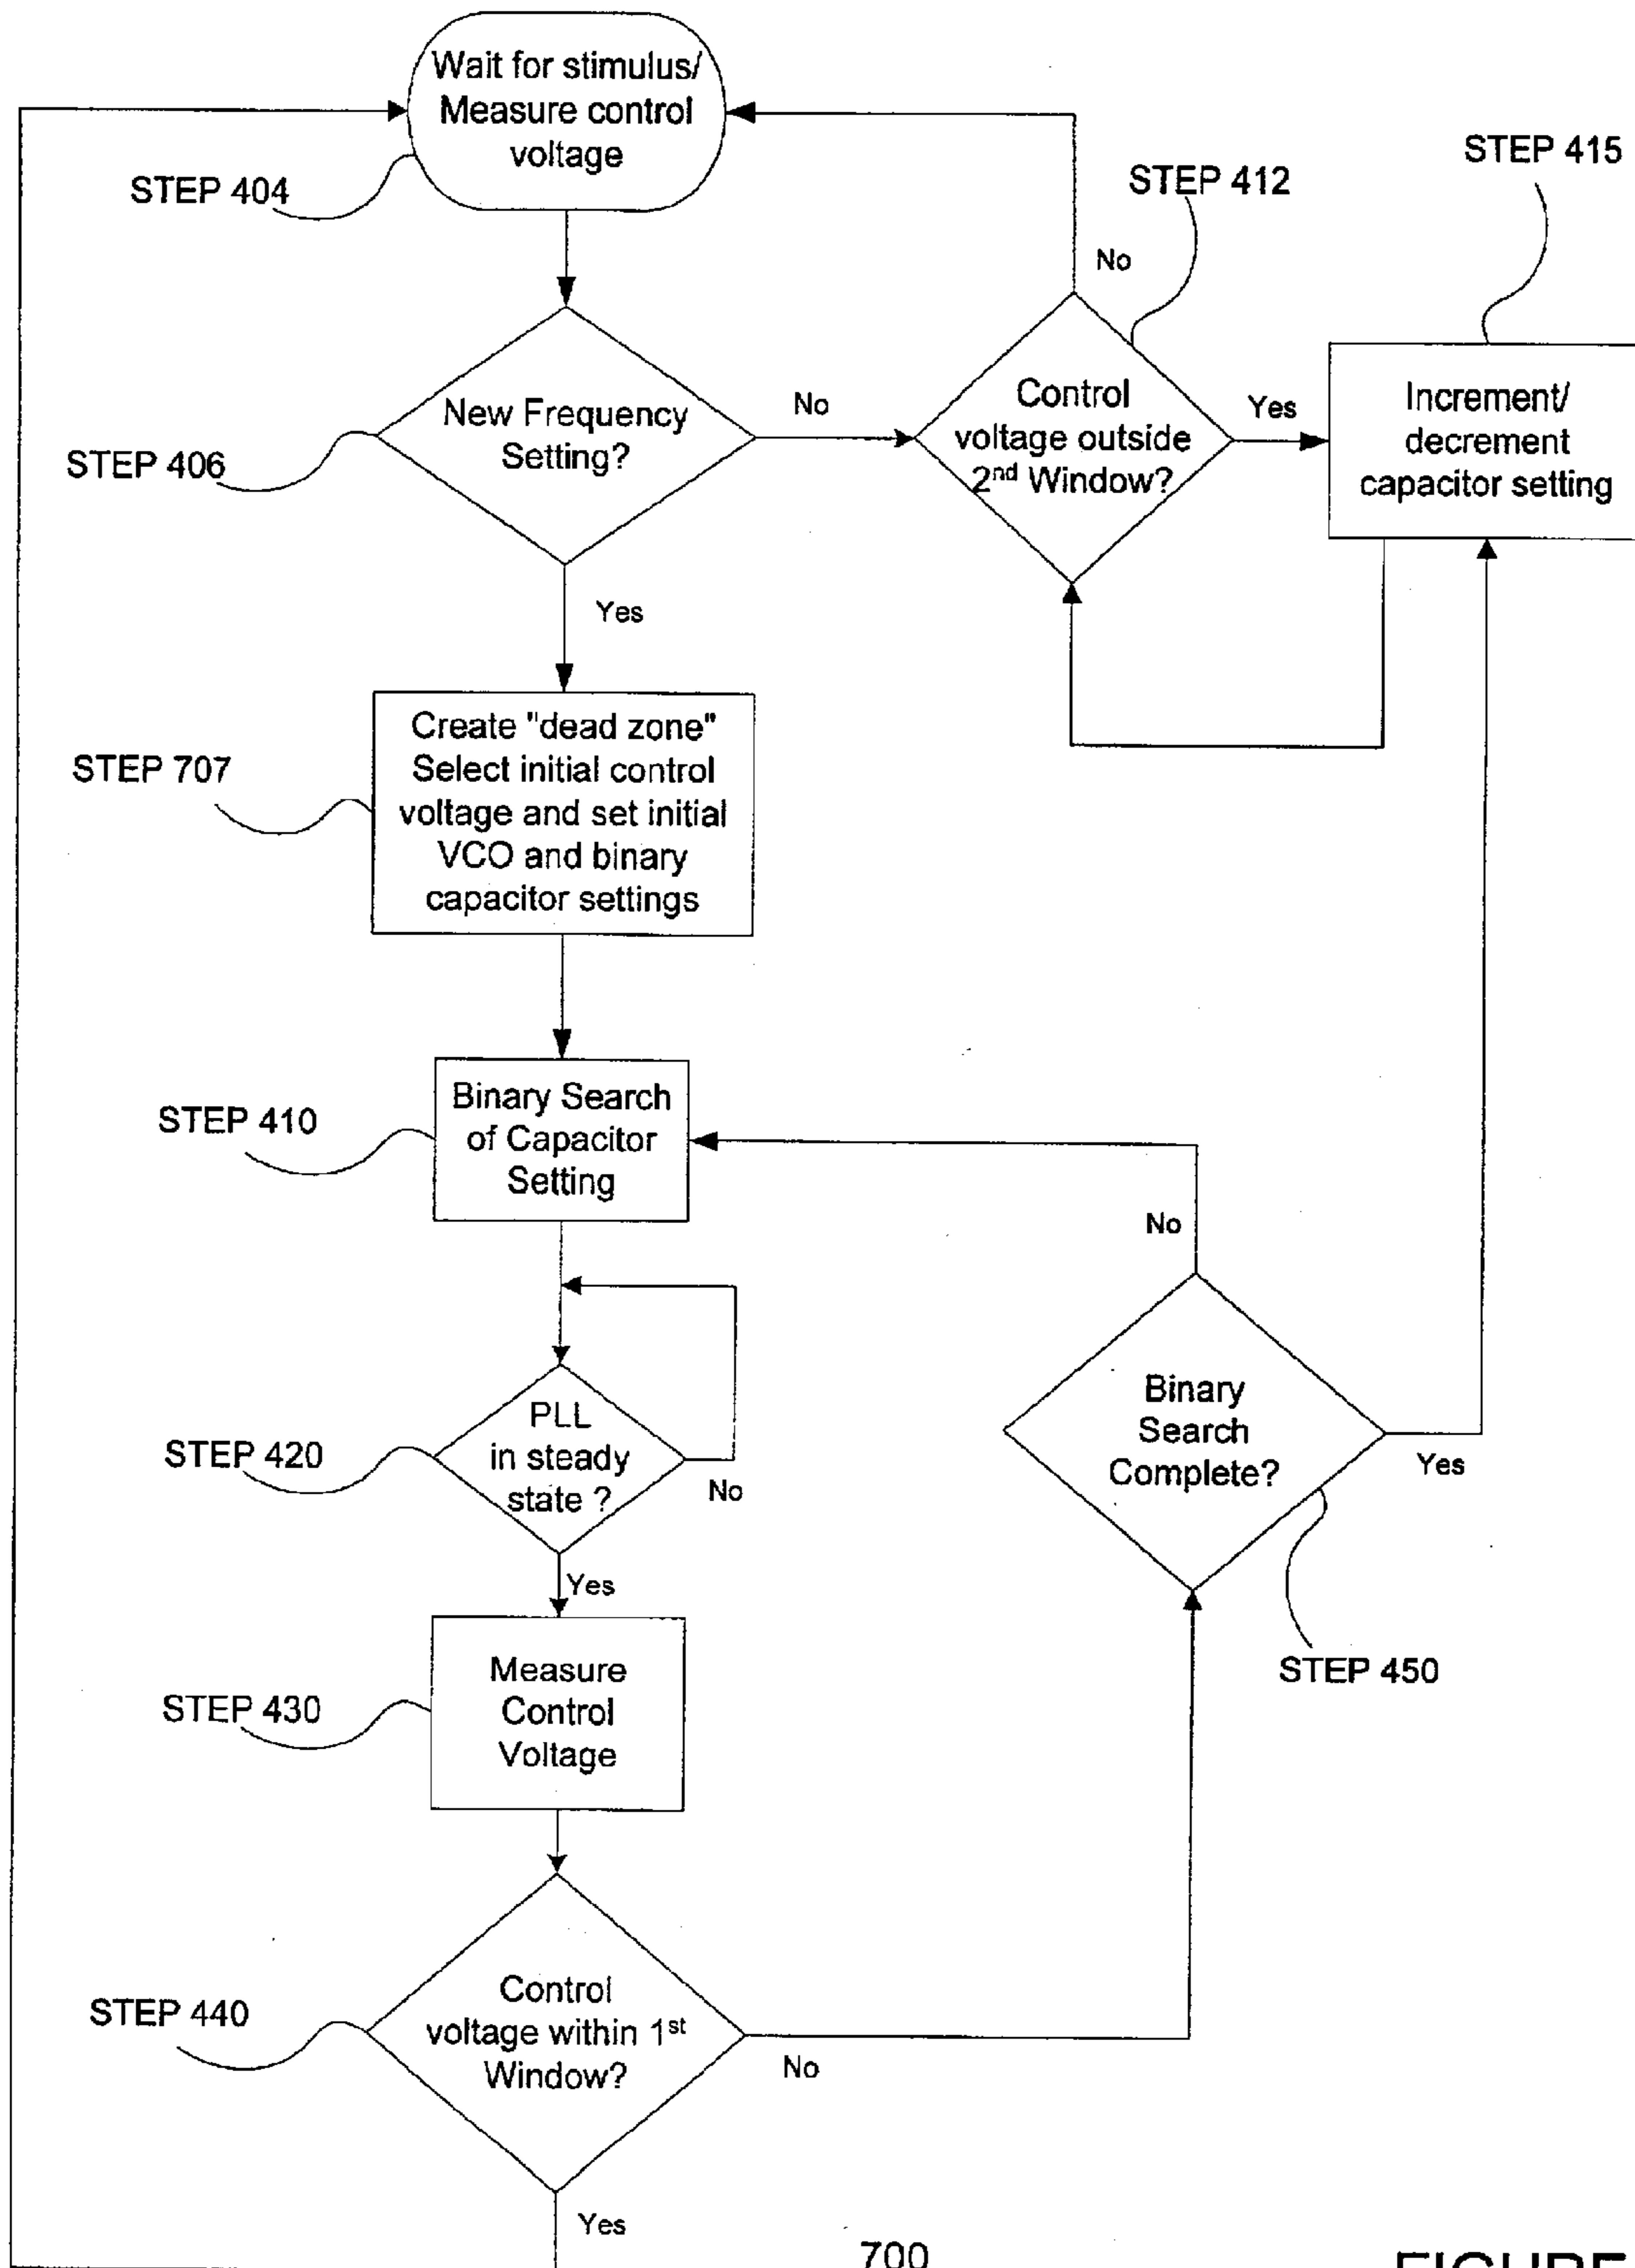 Wait for stimulus/
Measure control
voltage
STEP 404
STEP 415
STEP 412
No
New Frequency
Setting?
STEP 406
No
Control
voltage outside
2nd Window?
Yes
Increment/
decrement
capacitor setting
Yes
Create "dead zone"
Select initial control
voltage and set initial
VCO and binary
capacitor settings
STEP 707
Binary Search
of Capacitor
Setting
STEP 410
No
PLL
in steady
state ?
STEP 420
No
Binary
Search
Complete?
Yes
STEP 450
Yes
Measure
Control
Voltage
STEP 430
Control
voltage within 1st
Window?
STEP 440
No
Yes
700
FIGURE